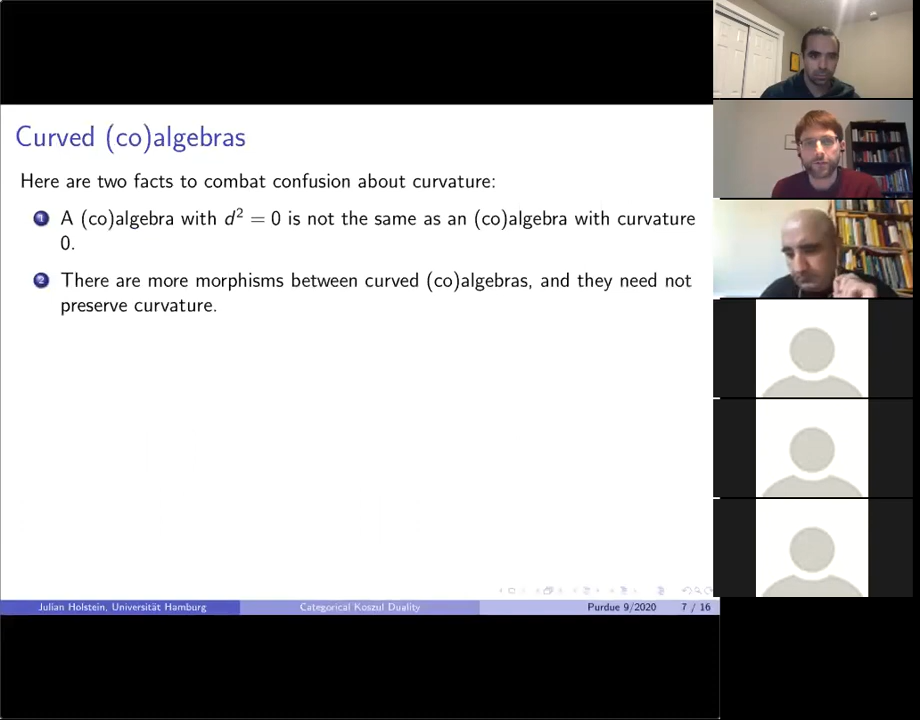 Curved (co)algebras
Here are two facts to combat confusion about curvature:
1 A (co)algebra with d² = 0 is not the same as an (co)algebra with curvature
0.
2 There are more morphisms between curved (co)algebras, and they need not
preserve curvature.
Julian Holstein, Universität Hamburg Categorical Koszul Duality Purdue 9/2020 7 / 16